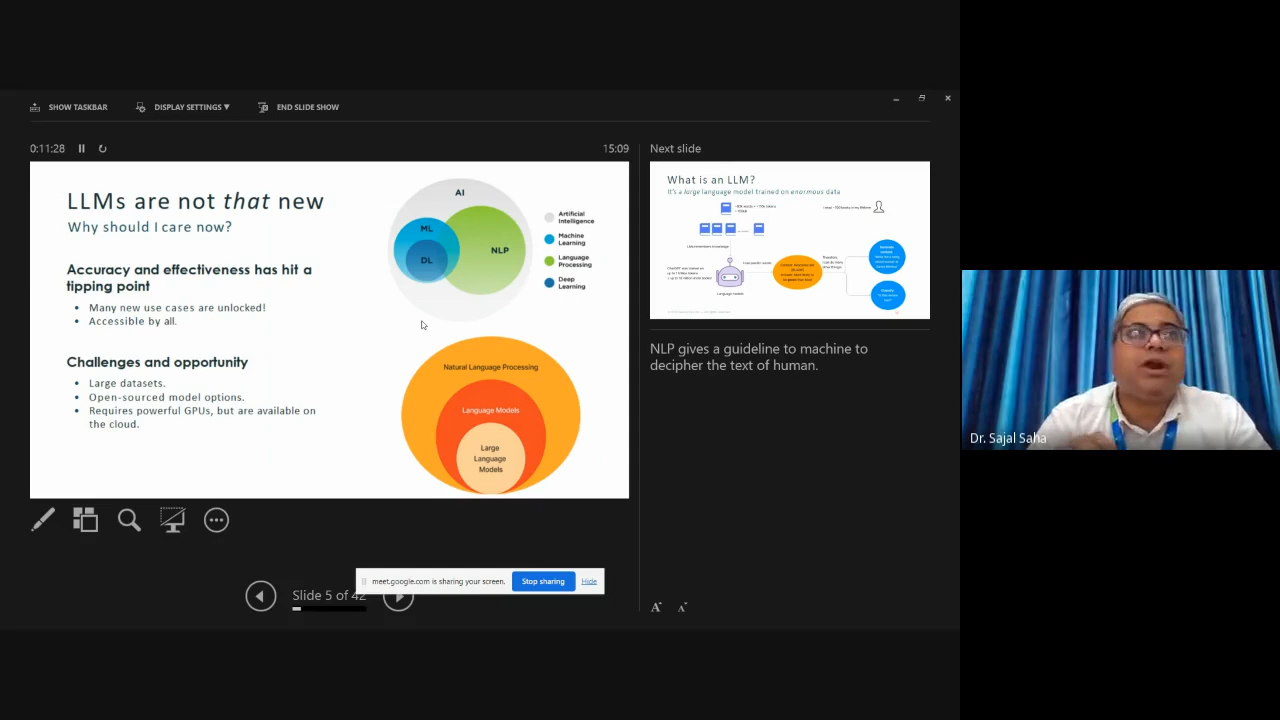 SHOW TASKBAR
DISPLAY SETTINGS ▼
END SLIDE SHOW
0:11:28
15:09
LLMs are not that new
Why should I care now?
Accuracy and effectiveness has hit a
tipping point
• Many new use cases are unlocked!
• Accessible by all.
Challenges and opportunity
• Large datasets.
• Open-sourced model options.
• Requires powerful GPUs, but are available on
the cloud.
AI
ML
DL
NLP
Artificial
Intelligence
Machine
Learning
Language
Processing
Deep
Learning
Natural Language Processing
Language Models
Large
Language
Models
Next slide
What is an LLM?
It's a large language model trained on enormous data
Language models
NLP gives a guideline to machine to
decipher the text of human.
Dr. Sajal Saha
meet.google.com is sharing your screen.
Stop sharing
Hide
Slide 5 of 42
A
A